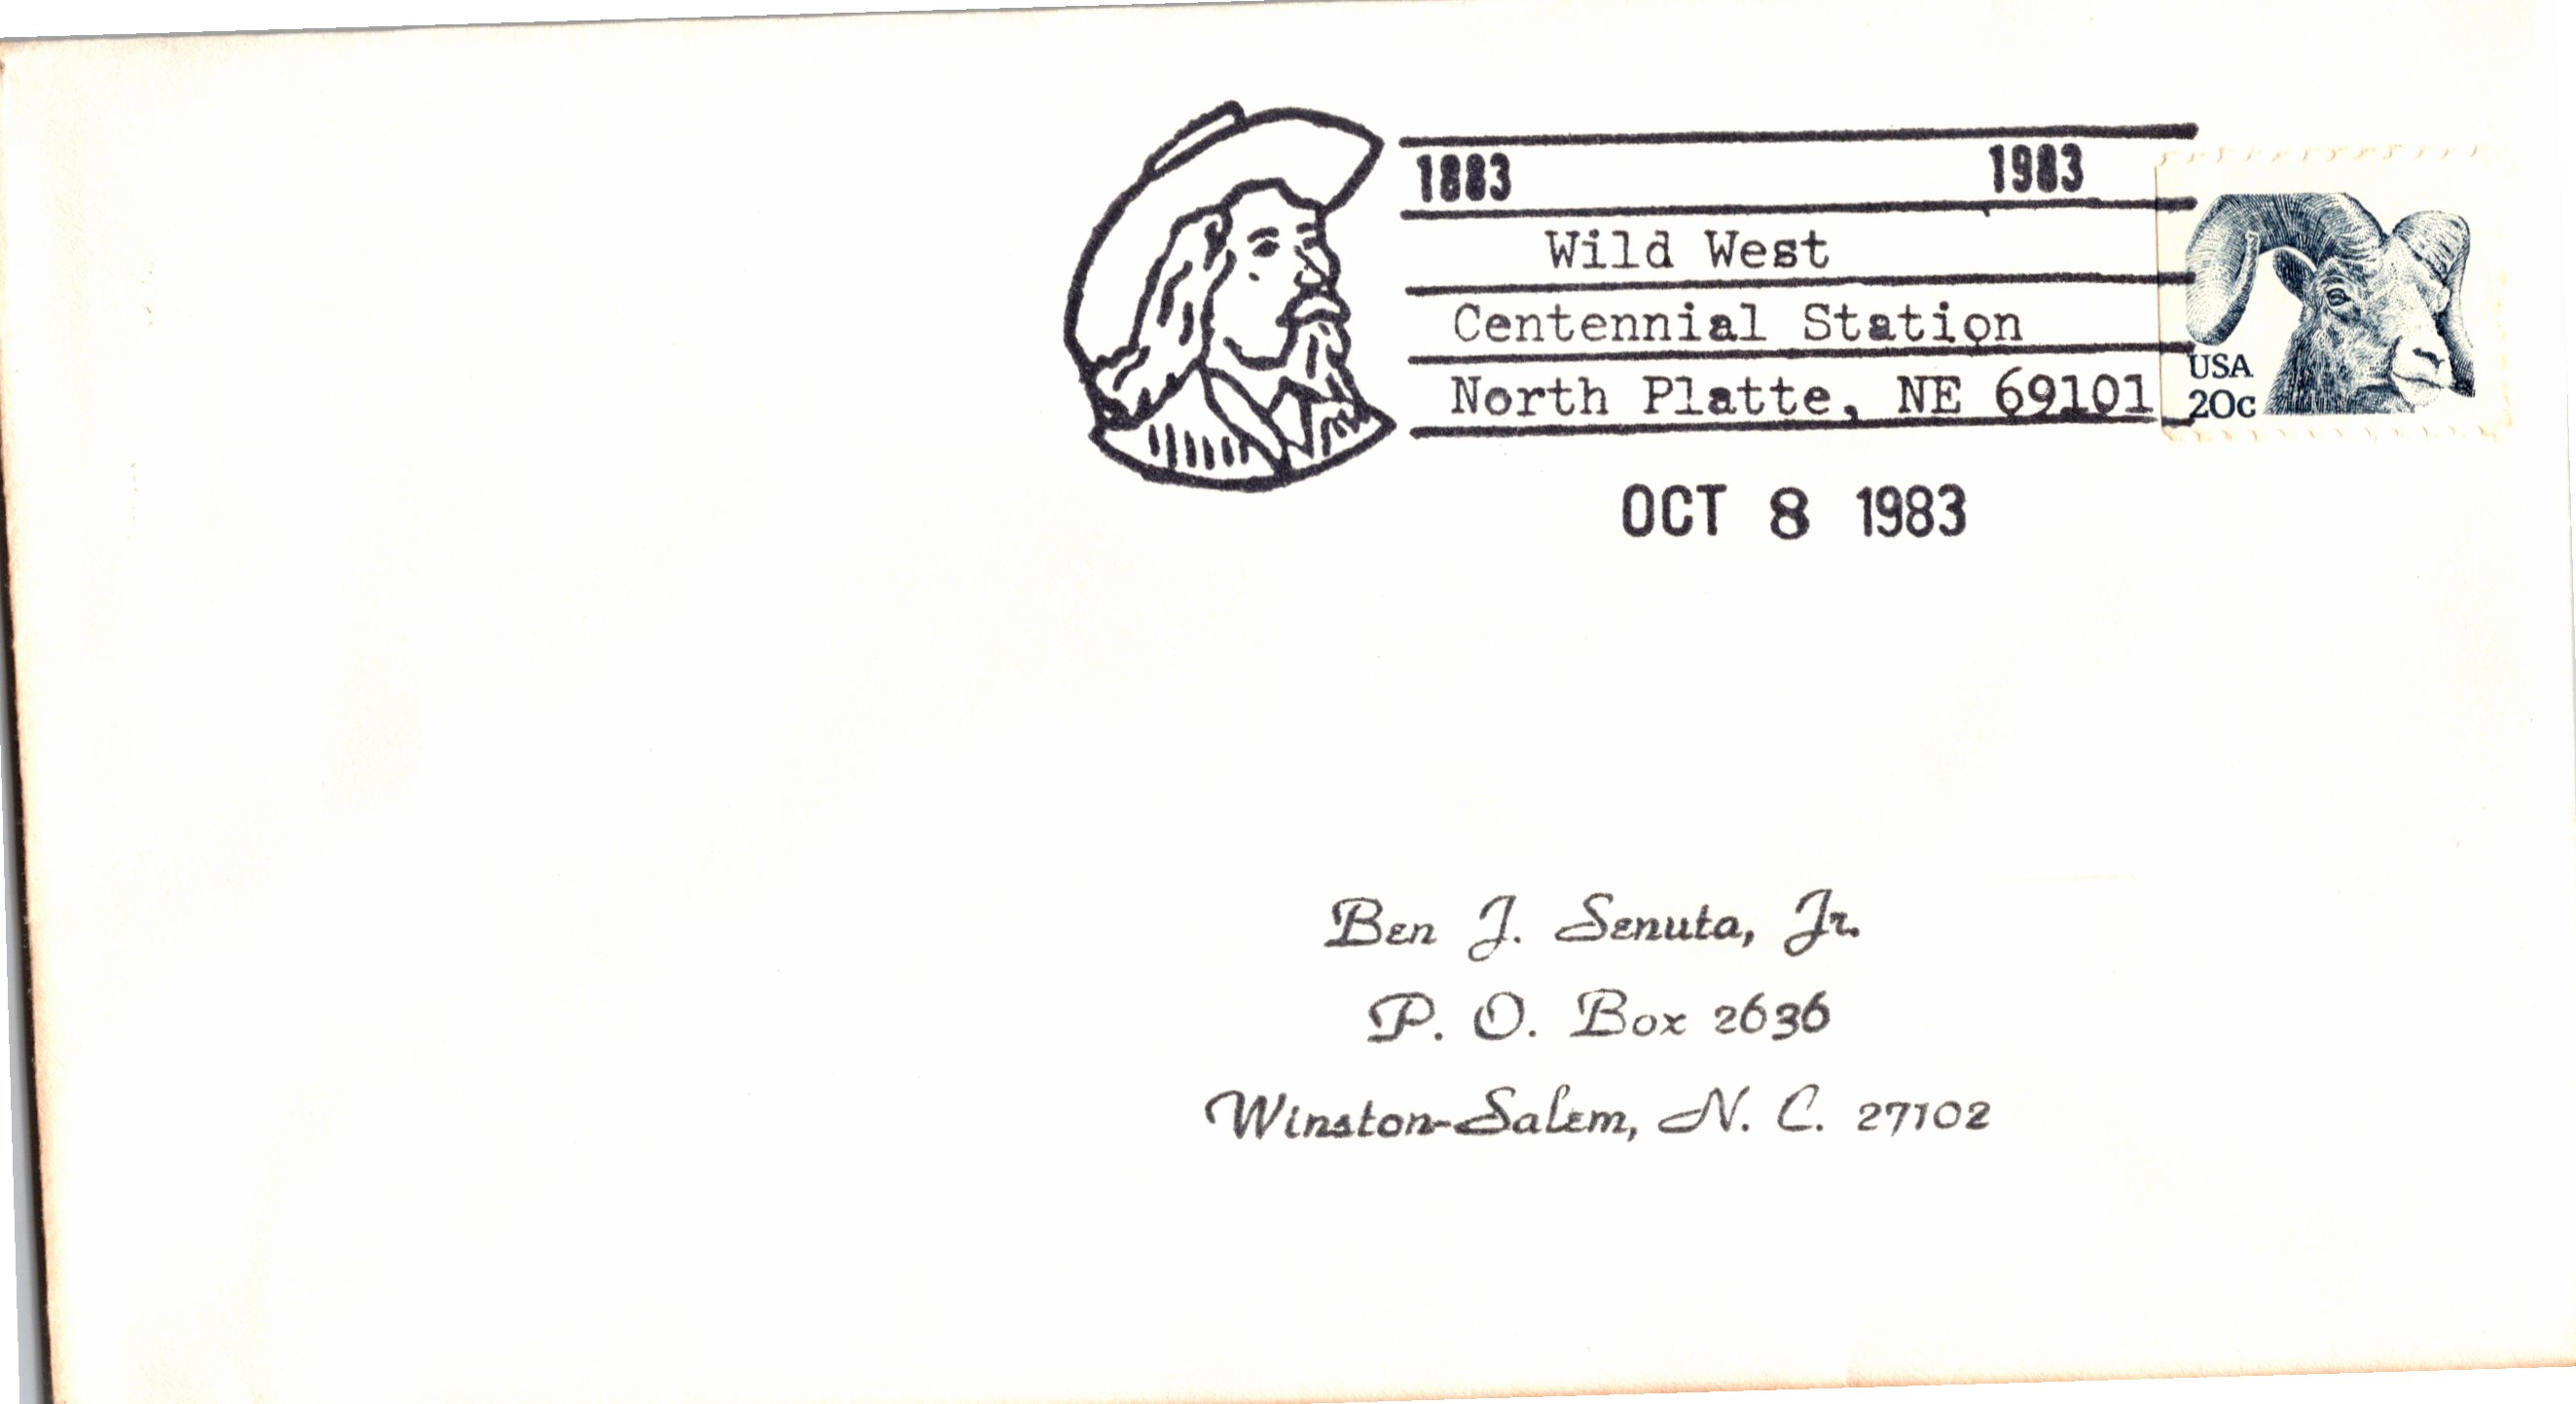 1883 1983
Wild West
Centennial Station
North Platte, NE 69101
USA
20c
OCT 8 1983
Ben J. Senuta, Jr.
P. O. Box 2636
Winston-Salem, N. C. 27102